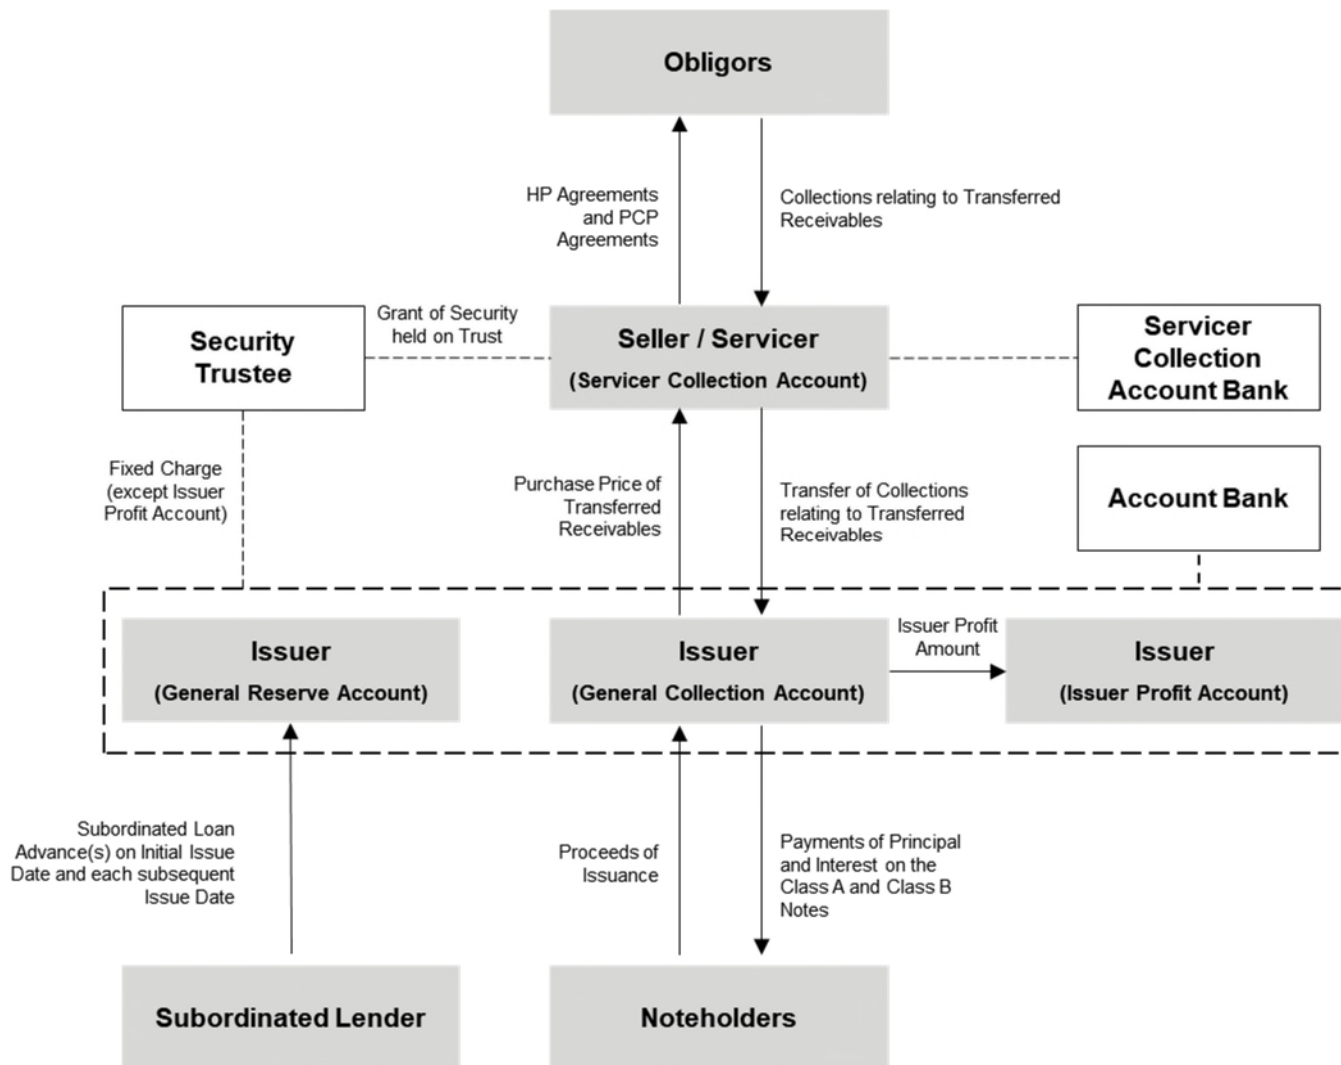 Obligors
HP Agreements
and PCP
Agreements
Collections relating to Transferred
Receivables
Security
Trustee
Grant of Security
held on Trust
Seller / Servicer
(Servicer Collection Account)
Servicer
Collection
Account Bank
Fixed Charge
(except Issuer
Profit Account)
Purchase Price of
Transferred
Receivables
Transfer of Collections
relating to Transferred
Receivables
Account Bank
Issuer
(General Reserve Account)
Issuer
(General Collection Account)
Issuer Profit
Amount
Issuer
(Issuer Profit Account)
Subordinated Loan
Advance(s) on Initial Issue
Date and each subsequent
Issue Date
Proceeds of
Issuance
Payments of Principal
and Interest on the
Class A and Class B
Notes
Subordinated Lender
Noteholders